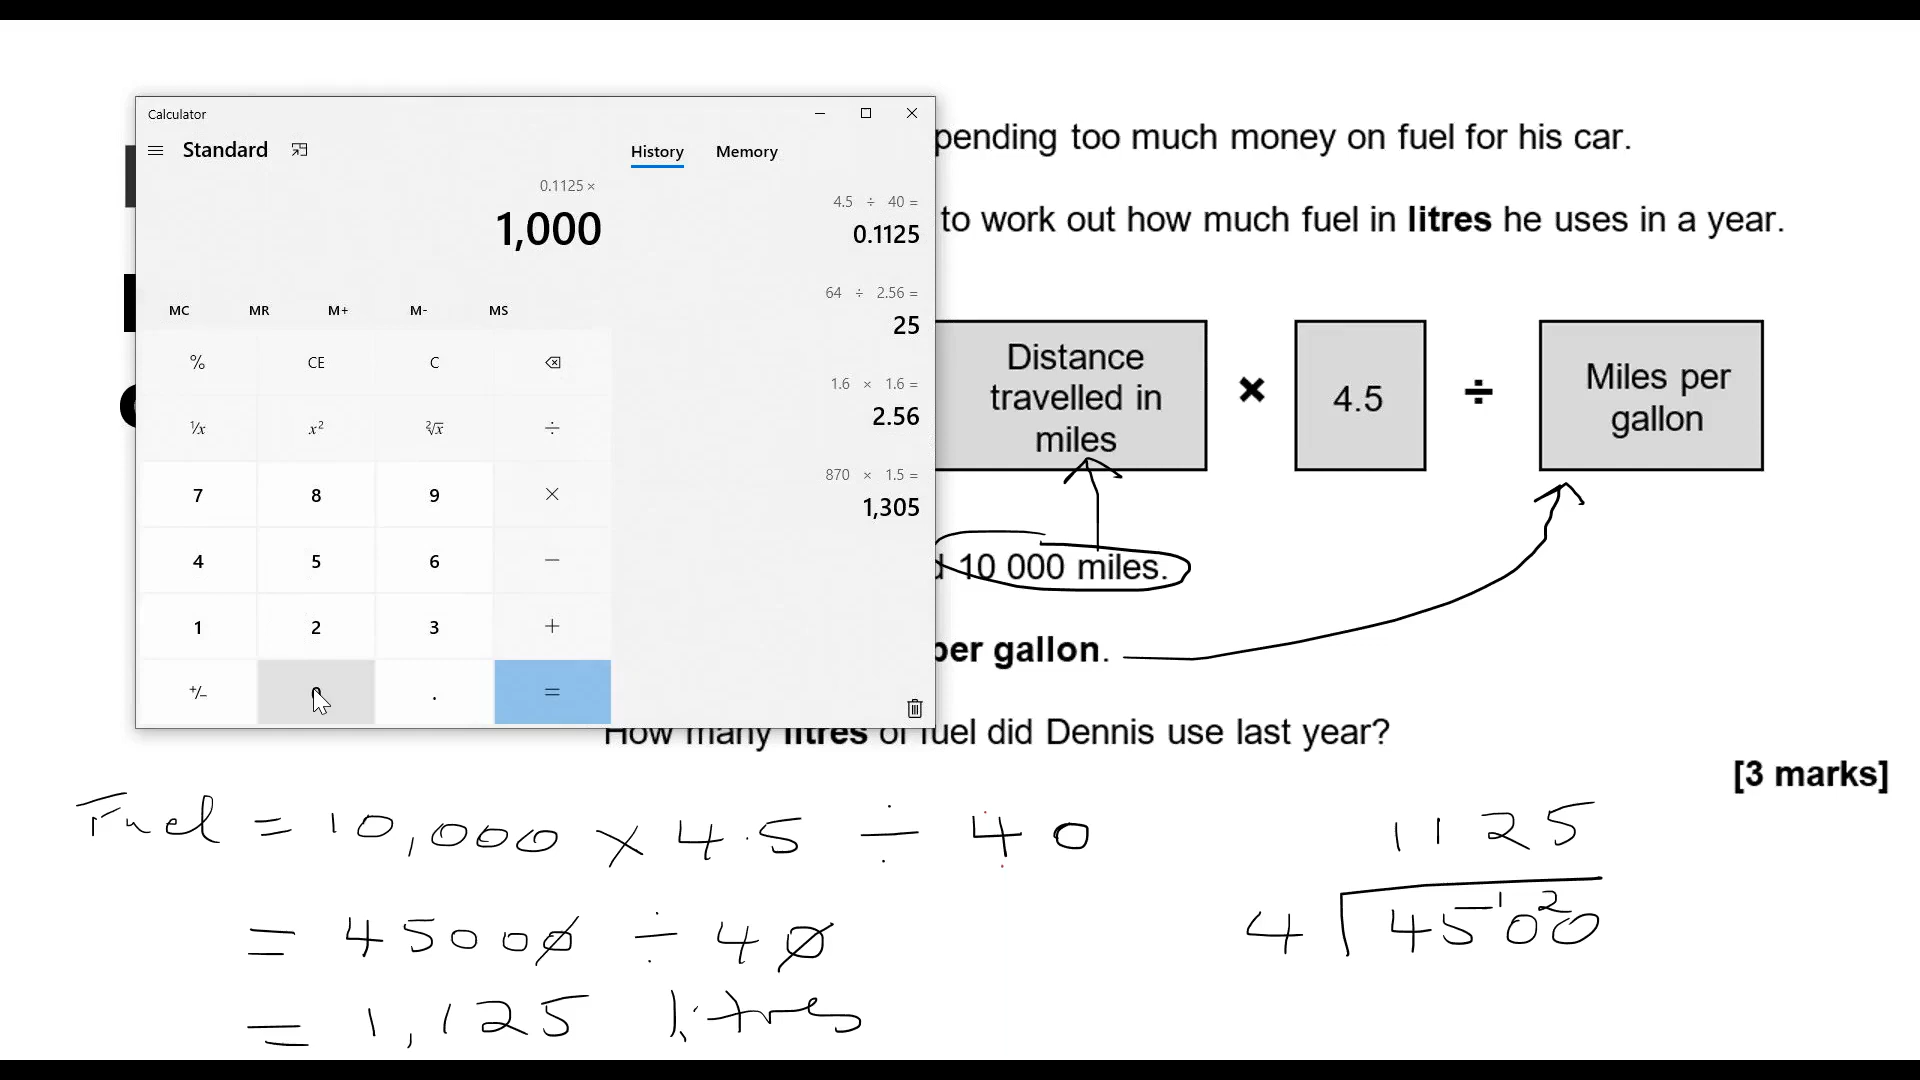 Calculator
Standard
History Memory
0.1125 ×
1,000
4.5 ÷ 40 =
0.1125
64 ÷ 2.56 =
25
1.6 × 1.6 =
2.56
870 × 1.5 =
1,305
MC MR M+ M- MS
% CE C
¹/x x² ²√x ÷
7 8 9 ×
4 5 6 −
1 2 3 +
+/− 0 . =
pending too much money on fuel for his car.
to work out how much fuel in litres he uses in a year.
Distance
travelled in
miles
× 4.5 ÷
Miles per
gallon
10 000 miles.
per gallon.
How many litres of fuel did Dennis use last year?
[3 marks]
Fuel = 10,000 × 4.5 ÷ 40
= 45000 ÷ 40
= 1,125 litres
1125
4 45¹0²0